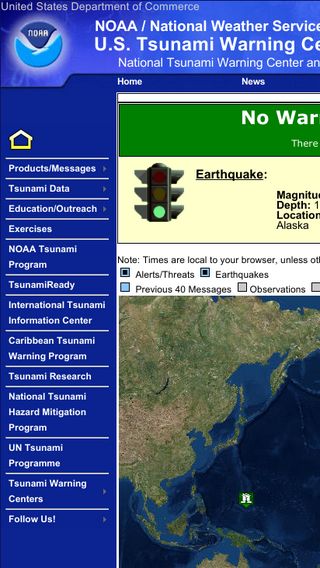 United States Department of Commerce
NOAA / National Weather Service
U.S. Tsunami Warning Ce
National Tsunami Warning Center an
NOAA
Home
News
No War
There
Products/Messages
Tsunami Data
Education/Outreach
Exercises
NOAA Tsunami
Program
TsunamiReady
International Tsunami
Information Center
Caribbean Tsunami
Warning Program
Tsunami Research
National Tsunami
Hazard Mitigation
Program
UN Tsunami
Programme
Tsunami Warning
Centers
Follow Us!
Earthquake:
Magnitud
Depth: 1
Location
Alaska
Note: Times are local to your browser, unless oth
Alerts/Threats
Earthquakes
Previous 40 Messages
Observations